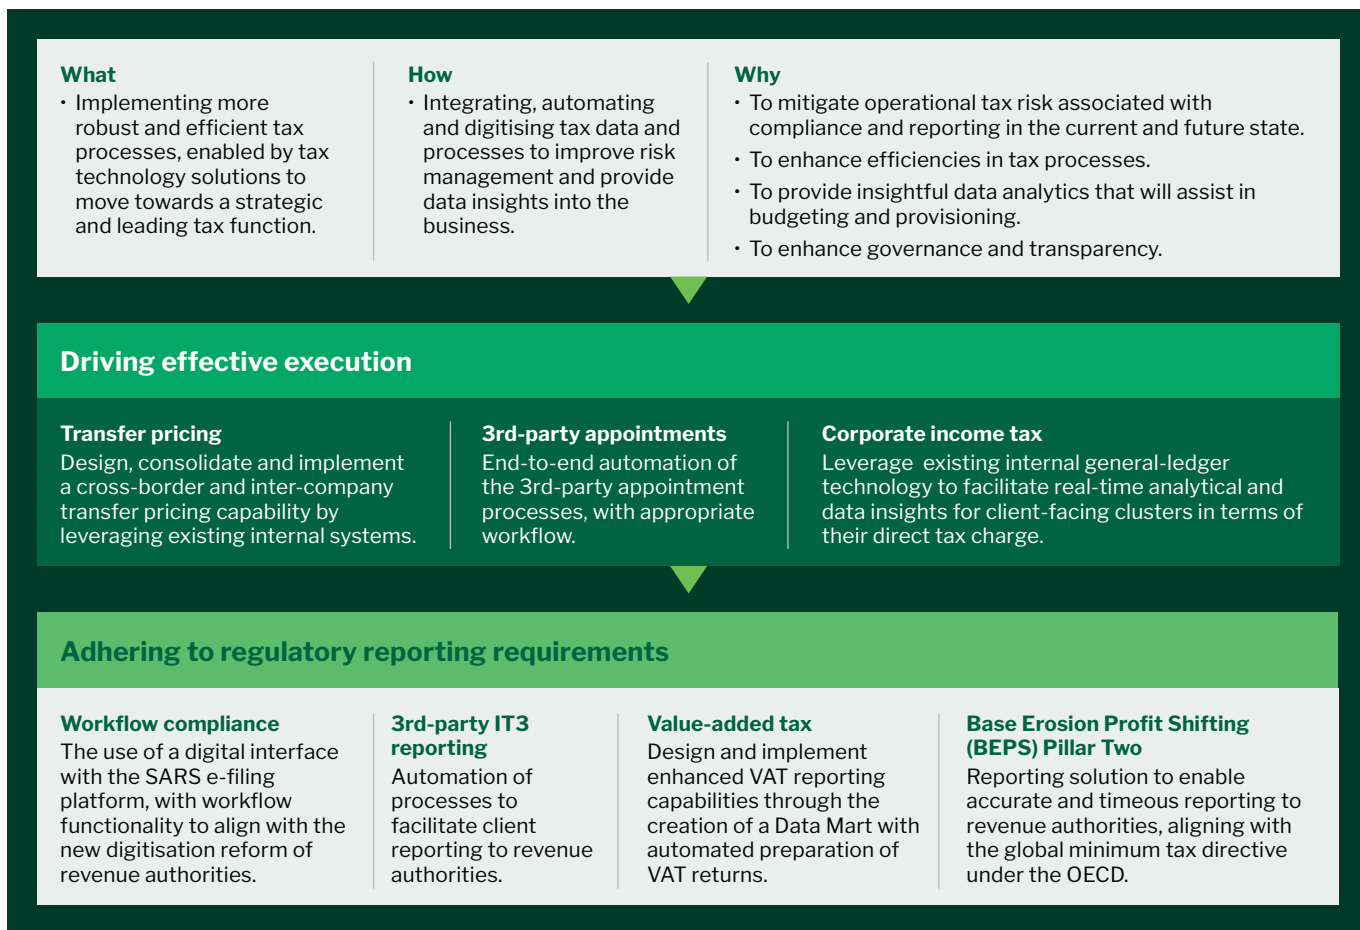 What
• Implementing more
robust and efficient tax
processes, enabled by tax
technology solutions to
move towards a strategic
and leading tax function.
How
• Integrating, automating
and digitising tax data and
processes to improve risk
management and provide
data insights into the
business.
Why
• To mitigate operational tax risk associated with
compliance and reporting in the current and future state.
• To enhance efficiencies in tax processes.
• To provide insightful data analytics that will assist in
budgeting and provisioning.
• To enhance governance and transparency.
Driving effective execution
Transfer pricing
Design, consolidate and implement
a cross-border and inter-company
transfer pricing capability by
leveraging existing internal systems.
3rd-party appointments
End-to-end automation of
the 3rd-party appointment
processes, with appropriate
workflow.
Corporate income tax
Leverage existing internal general-ledger
technology to facilitate real-time analytical and
data insights for client-facing clusters in terms of
their direct tax charge.
Adhering to regulatory reporting requirements
Workflow compliance
The use of a digital interface
with the SARS e-filing
platform, with workflow
functionality to align with the
new digitisation reform of
revenue authorities.
3rd-party IT3
reporting
Automation of
processes to
facilitate client
reporting to revenue
authorities.
Value-added tax
Design and implement
enhanced VAT reporting
capabilities through the
creation of a Data Mart with
automated preparation of
VAT returns.
Base Erosion Profit Shifting
(BEPS) Pillar Two
Reporting solution to enable
accurate and timeous reporting to
revenue authorities, aligning with
the global minimum tax directive
under the OECD.